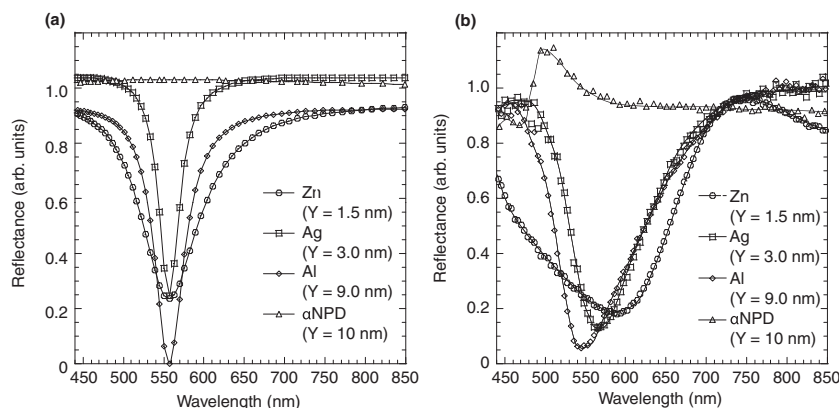 (a)
1.2
1.0
0.8
0.6
0.4
0.2
0
Reflectance (arb. units)
Zn
(Y = 1.5 nm)
Ag
(Y = 3.0 nm)
Al
(Y = 9.0 nm)
αNPD
(Y = 10 nm)
450 500 550 600 650 700 750 800 850
Wavelength (nm)
(b)
1.0
0.8
0.6
0.4
0.2
0
Reflectance (arb. units)
Zn
(Y = 1.5 nm)
Ag
(Y = 3.0 nm)
Al
(Y = 9.0 nm)
αNPD
(Y = 10 nm)
450 500 550 600 650 700 750 800 850
Wavelength (nm)